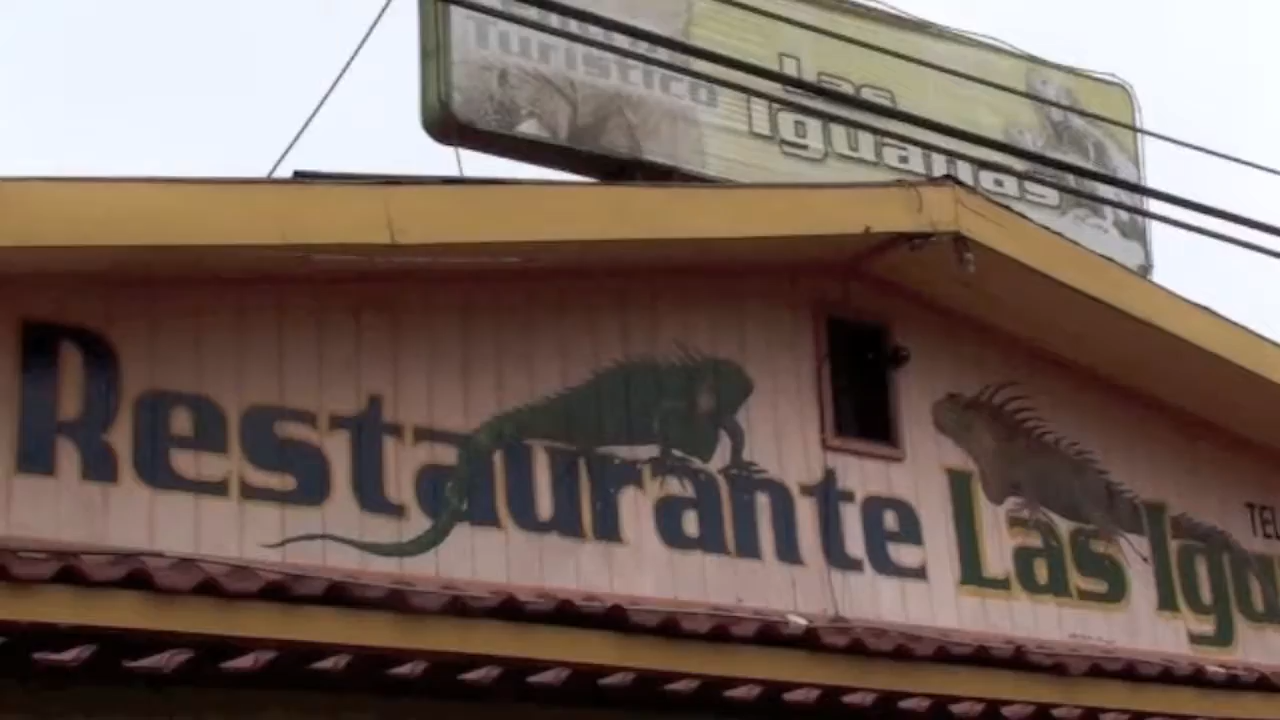 Turistico
Las
Iguanas
Restaurante Las Igu
TEL